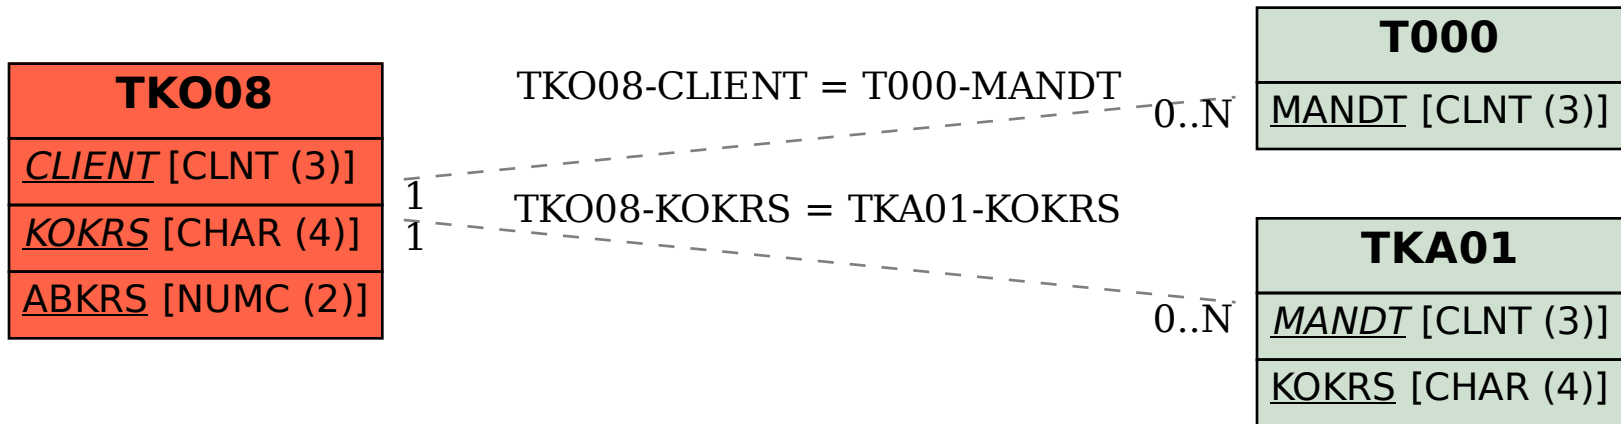 TKO08
CLIENT [CLNT (3)]
KOKRS [CHAR (4)]
ABKRS [NUMC (2)]
TKO08-CLIENT = T000-MANDT
1
0..N
TKO08-KOKRS = TKA01-KOKRS
1
0..N
T000
MANDT [CLNT (3)]
TKA01
MANDT [CLNT (3)]
KOKRS [CHAR (4)]